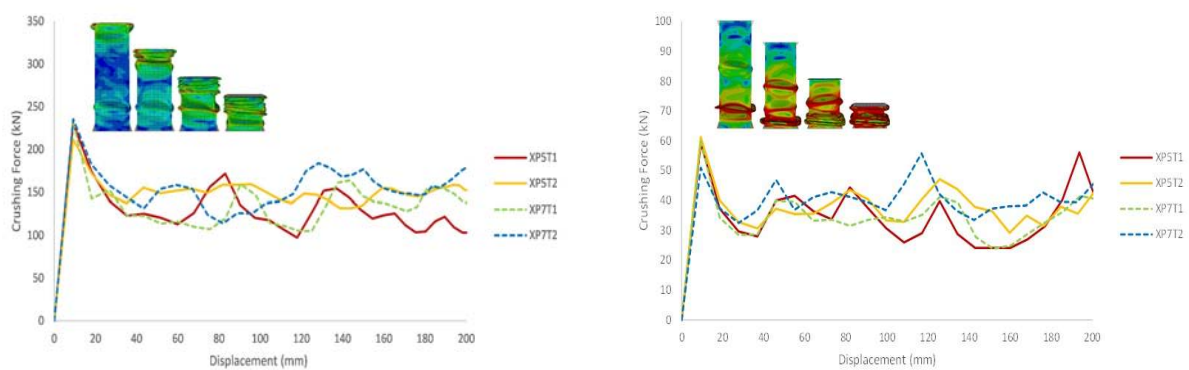 350
300
250
200
150
100
50
0
Crushing Force (kN)
0 20 40 60 80 100 120 140 160 180 200
Displacement (mm)
XP5T1
XP5T2
XP7T1
XP7T2
100
90
80
70
60
50
40
30
20
10
0
Crushing Force (kN)
0 20 40 60 80 100 120 140 160 180 200
Displacement (mm)
XP5T1
XP5T2
XP7T1
XP7T2